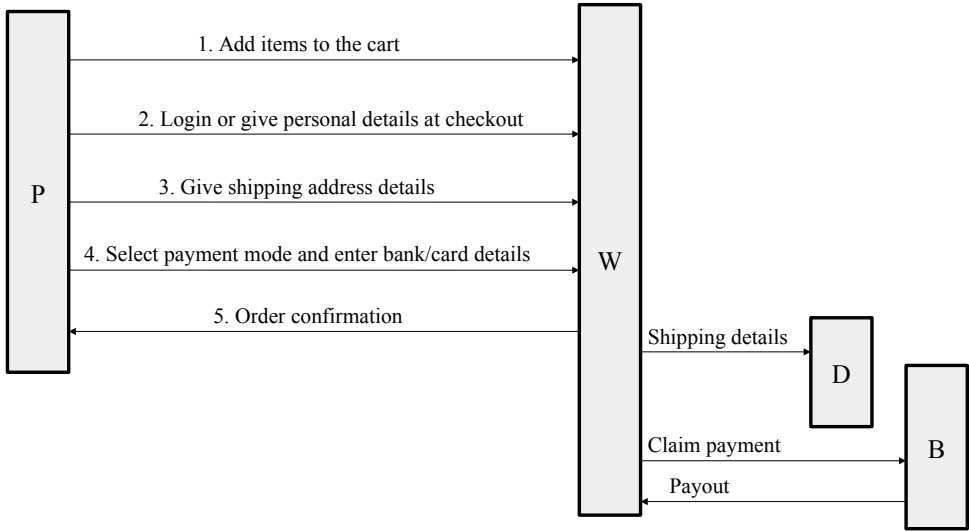 1. Add items to the cart
2. Login or give personal details at checkout
3. Give shipping address details
P
4. Select payment mode and enter bank/card details
W
5. Order confirmation
Shipping details
D
Claim payment
B
Payout